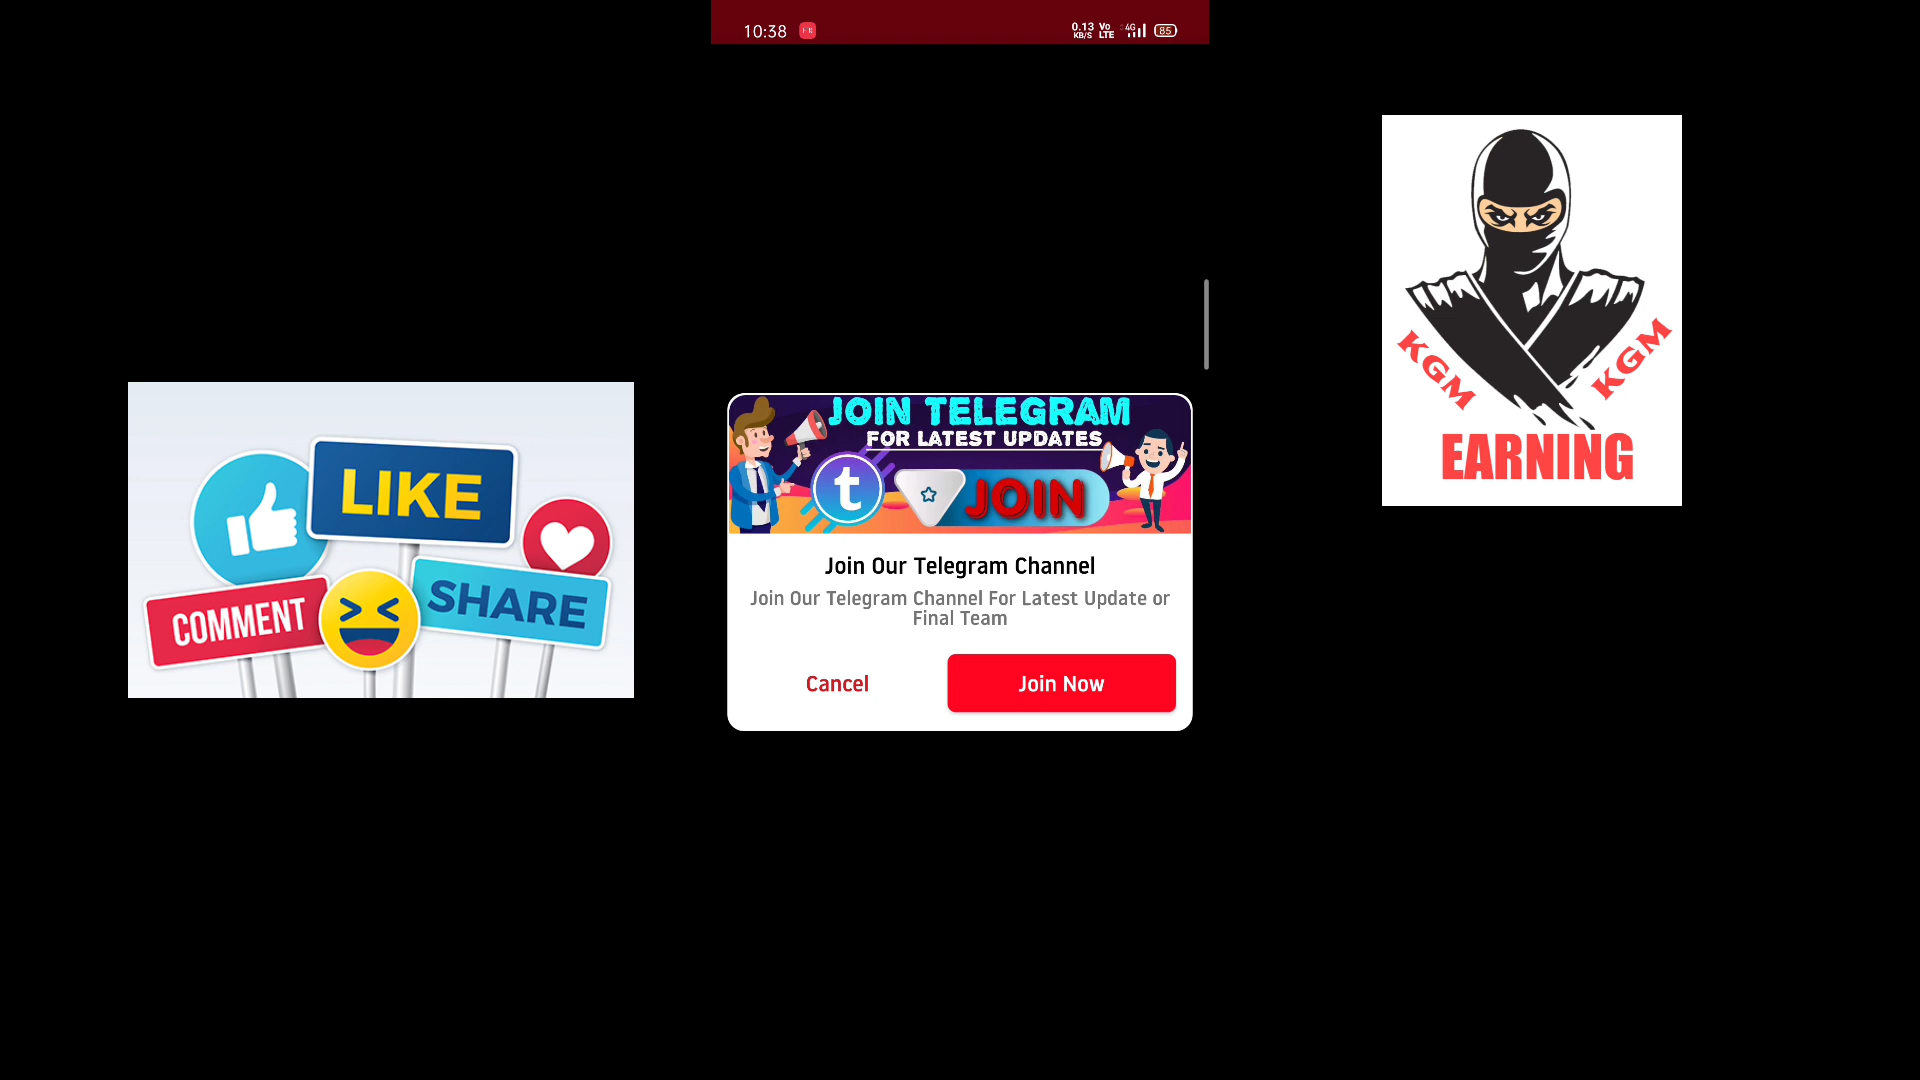 10:38
0.13 KB/S Vo LTE 4G 85
LIKE
COMMENT
SHARE
JOIN TELEGRAM
FOR LATEST UPDATES
t
JOIN
Join Our Telegram Channel
Join Our Telegram Channel For Latest Update or
Final Team
Cancel
Join Now
KGM
KGM
EARNING